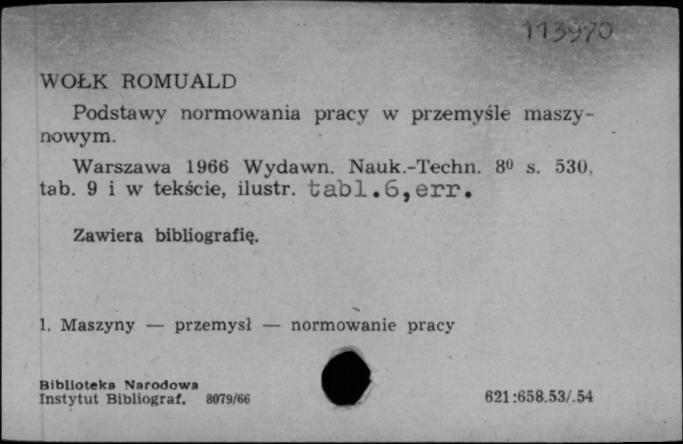 113970
WOŁK ROMUALD
Podstawy normowania pracy w przemyśle maszy-
nowym.
Warszawa 1966 Wydawn. Nauk.-Techn. 8⁰ s. 530,
tab. 9 i w tekście, ilustr. tabl.6,err.
Zawiera bibliografię.
1. Maszyny — przemysł — normowanie pracy
Biblioteka Narodowa
Instytut Bibliograf. 8079/66
621:658.53/.54